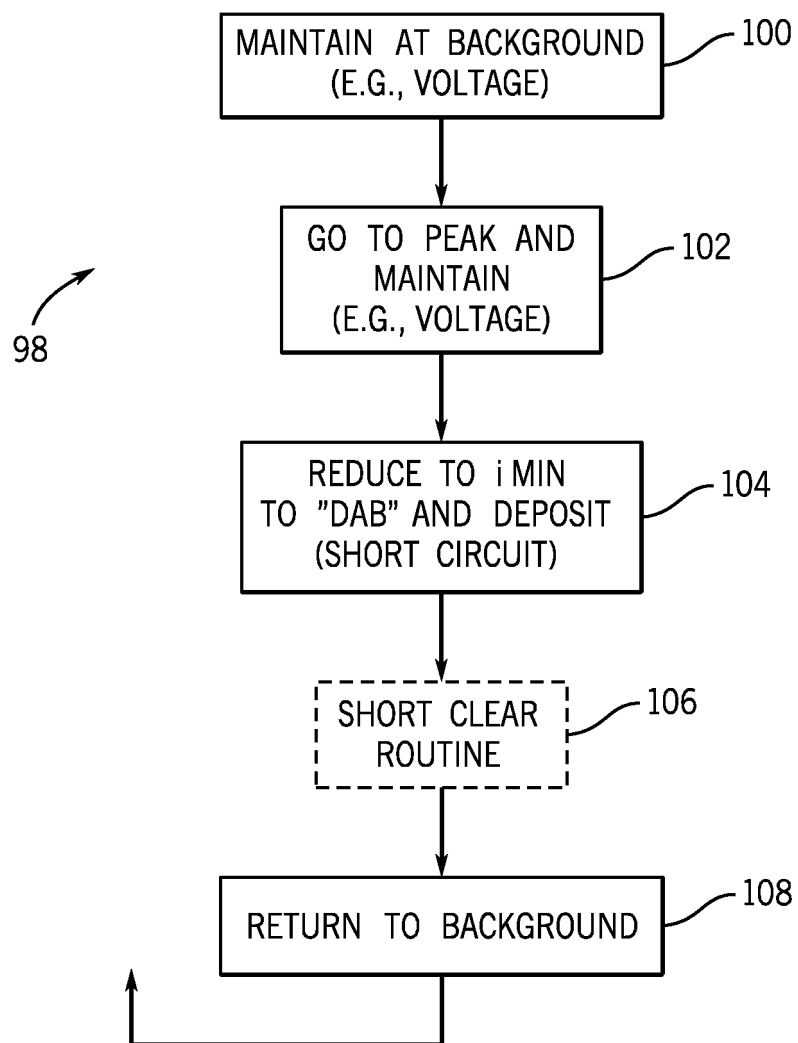 MAINTAIN AT BACKGROUND
(E.G., VOLTAGE)
100
GO TO PEAK AND
MAINTAIN
(E.G., VOLTAGE)
102
98
REDUCE TO i MIN
TO ”DAB” AND DEPOSIT
(SHORT CIRCUIT)
104
SHORT CLEAR
ROUTINE
106
RETURN TO BACKGROUND
108